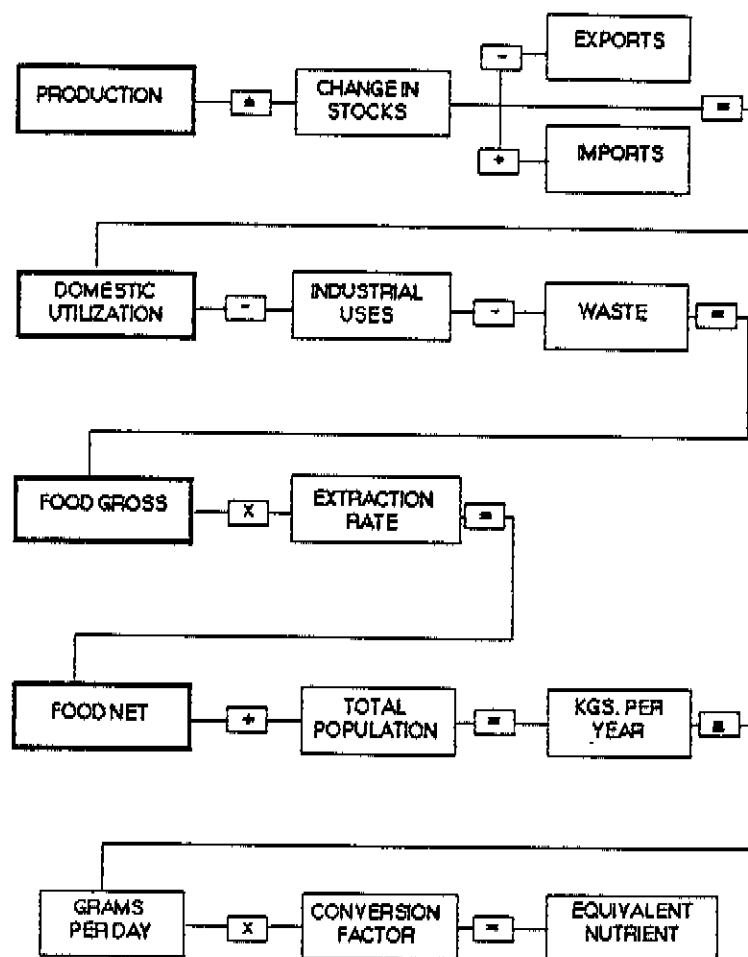 EXPORTS
-
PRODUCTION ± CHANGE IN =
STOCKS
+ IMPORTS
DOMESTIC - INDUSTRIAL - WASTE =
UTILIZATION USES
FOOD GROSS X EXTRACTION =
RATE
FOOD NET ÷ TOTAL = KGS. PER =
POPULATION YEAR
GRAMS X CONVERSION = EQUIVALENT
PER DAY FACTOR NUTRIENT